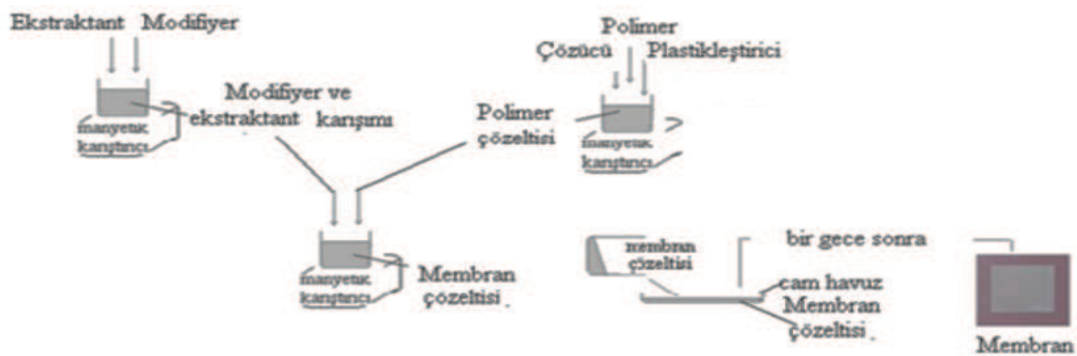 Ekstraktant Modifiyer
manyetik
karıştırıcı
Modifiyer ve
ekstraktant karışımı
Polimer
Çözücü Plastikleştirici
Polimer
çözeltisi
manyetik
karıştırıcı
manyetik
karıştırıcı
Membran
çözeltisi .
membran
çözeltisi
bir gece sonra
cam havuz
Membran
çözeltisi .
Membran